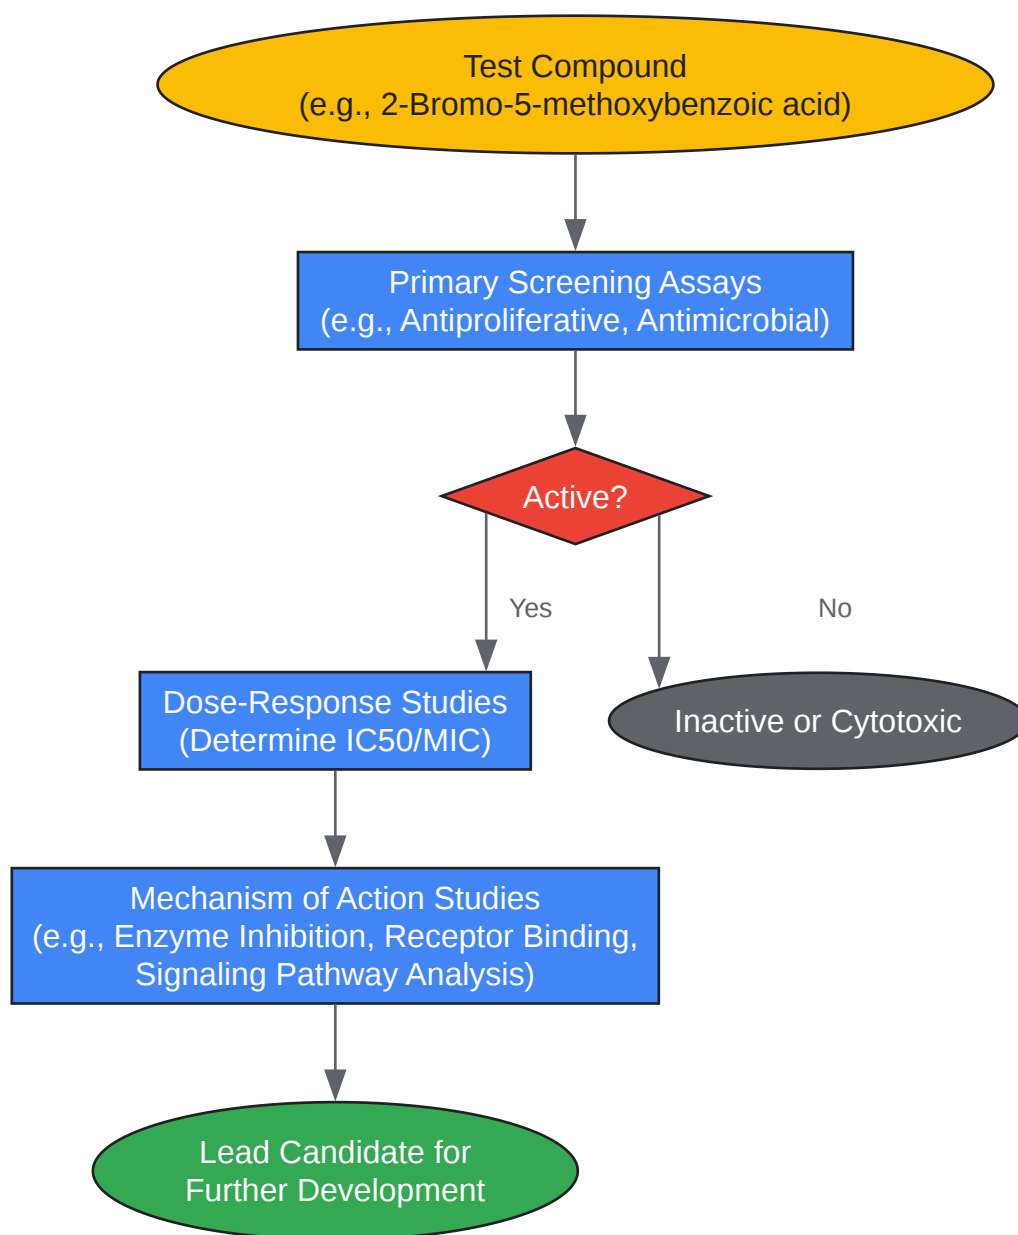 Test Compound
(e.g., 2-Bromo-5-methoxybenzoic acid)
Primary Screening Assays
(e.g., Antiproliferative, Antimicrobial)
Active?
Yes
No
Dose-Response Studies
(Determine IC50/MIC)
Inactive or Cytotoxic
Mechanism of Action Studies
(e.g., Enzyme Inhibition, Receptor Binding,
Signaling Pathway Analysis)
Lead Candidate for
Further Development